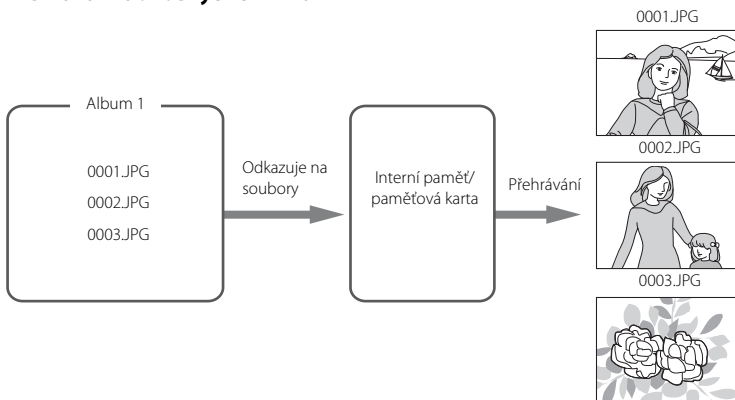 Album 1
0001.JPG
0002.JPG
0003.JPG
Odkazuje na
soubory
Interní paměť/
paměťová karta
Přehrávání
0001.JPG
0002.JPG
0003.JPG